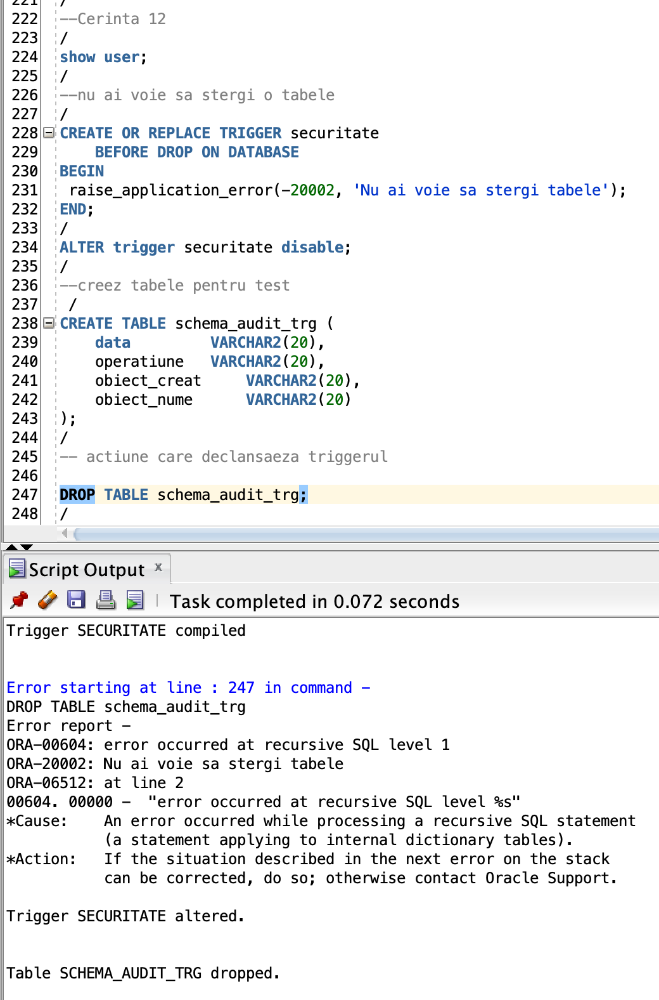 221 /
222 --Cerinta 12
223 /
224 show user;
225 /
226 --nu ai voie sa stergi o tabele
227 /
228 CREATE OR REPLACE TRIGGER securitate
229 BEFORE DROP ON DATABASE
230 BEGIN
231 raise_application_error(-20002, 'Nu ai voie sa stergi tabele');
232 END;
233 /
234 ALTER trigger securitate disable;
235 /
236 --creez tabele pentru test
237 /
238 CREATE TABLE schema_audit_trg (
239 data VARCHAR2(20),
240 operatiune VARCHAR2(20),
241 obiect_creat VARCHAR2(20),
242 obiect_nume VARCHAR2(20)
243 );
244 /
245 -- actiune care declansaeza triggerul
246
247 DROP TABLE schema_audit_trg;
248 /
Script Output x
Task completed in 0.072 seconds
Trigger SECURITATE compiled
Error starting at line : 247 in command -
DROP TABLE schema_audit_trg
Error report -
ORA-00604: error occurred at recursive SQL level 1
ORA-20002: Nu ai voie sa stergi tabele
ORA-06512: at line 2
00604. 00000 - "error occurred at recursive SQL level %s"
*Cause: An error occurred while processing a recursive SQL statement
(a statement applying to internal dictionary tables).
*Action: If the situation described in the next error on the stack
can be corrected, do so; otherwise contact Oracle Support.
Trigger SECURITATE altered.
Table SCHEMA_AUDIT_TRG dropped.